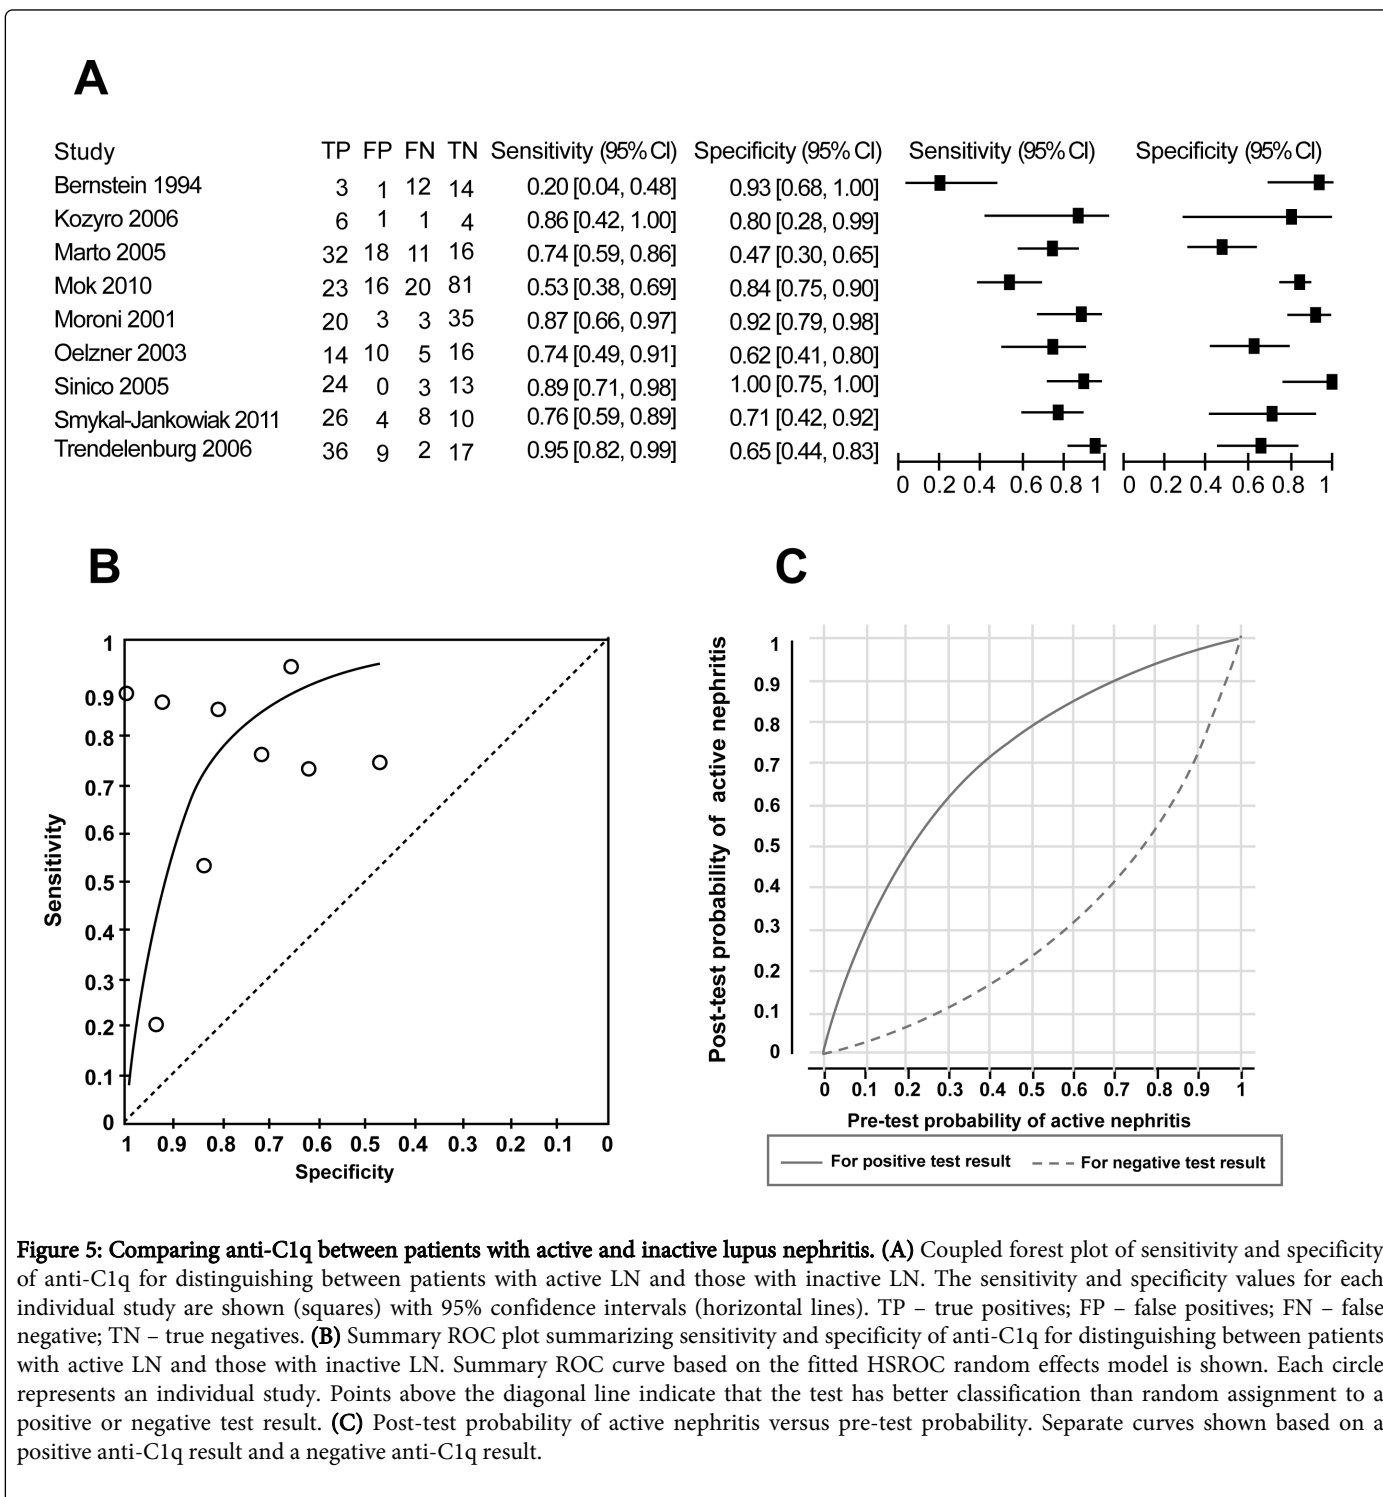 A
Study TP FP FN TN Sensitivity (95% CI) Specificity (95% CI) Sensitivity (95% CI) Specificity (95% CI)
Bernstein 1994 3 1 12 14 0.20 [0.04, 0.48] 0.93 [0.68, 1.00]
Kozyro 2006 6 1 1 4 0.86 [0.42, 1.00] 0.80 [0.28, 0.99]
Marto 2005 32 18 11 16 0.74 [0.59, 0.86] 0.47 [0.30, 0.65]
Mok 2010 23 16 20 81 0.53 [0.38, 0.69] 0.84 [0.75, 0.90]
Moroni 2001 20 3 3 35 0.87 [0.66, 0.97] 0.92 [0.79, 0.98]
Oelzner 2003 14 10 5 16 0.74 [0.49, 0.91] 0.62 [0.41, 0.80]
Sinico 2005 24 0 3 13 0.89 [0.71, 0.98] 1.00 [0.75, 1.00]
Smykal-Jankowiak 2011 26 4 8 10 0.76 [0.59, 0.89] 0.71 [0.42, 0.92]
Trendelenburg 2006 36 9 2 17 0.95 [0.82, 0.99] 0.65 [0.44, 0.83]
0 0.2 0.4 0.6 0.8 1 0 0.2 0.4 0.6 0.8 1
B
Sensitivity
1
0.9
0.8
0.7
0.6
0.5
0.4
0.3
0.2
0.1
0
1 0.9 0.8 0.7 0.6 0.5 0.4 0.3 0.2 0.1 0
Specificity
C
Post-test probability of active nephritis
1
0.9
0.8
0.7
0.6
0.5
0.4
0.3
0.2
0.1
0
0 0.1 0.2 0.3 0.4 0.5 0.6 0.7 0.8 0.9 1
Pre-test probability of active nephritis
For positive test result For negative test result
Figure 5: Comparing anti-C1q between patients with active and inactive lupus nephritis. (A) Coupled forest plot of sensitivity and specificity
of anti-C1q for distinguishing between patients with active LN and those with inactive LN. The sensitivity and specificity values for each
individual study are shown (squares) with 95% confidence intervals (horizontal lines). TP – true positives; FP – false positives; FN – false
negative; TN – true negatives. (B) Summary ROC plot summarizing sensitivity and specificity of anti-C1q for distinguishing between patients
with active LN and those with inactive LN. Summary ROC curve based on the fitted HSROC random effects model is shown. Each circle
represents an individual study. Points above the diagonal line indicate that the test has better classification than random assignment to a
positive or negative test result. (C) Post-test probability of active nephritis versus pre-test probability. Separate curves shown based on a
positive anti-C1q result and a negative anti-C1q result.